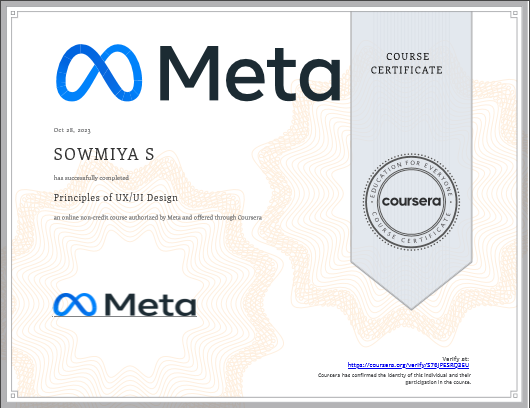 Meta
COURSE
CERTIFICATE
Oct 28, 2023
SOWMIYA S
has successfully completed
Principles of UX/UI Design
an online non-credit course authorized by Meta and offered through Coursera
EDUCATION FOR EVERYONE
coursera
COURSE CERTIFICATE
Meta
Verify at:
https://coursera.org/verify/
Coursera has confirmed the identity of this individual and their
participation in the course.